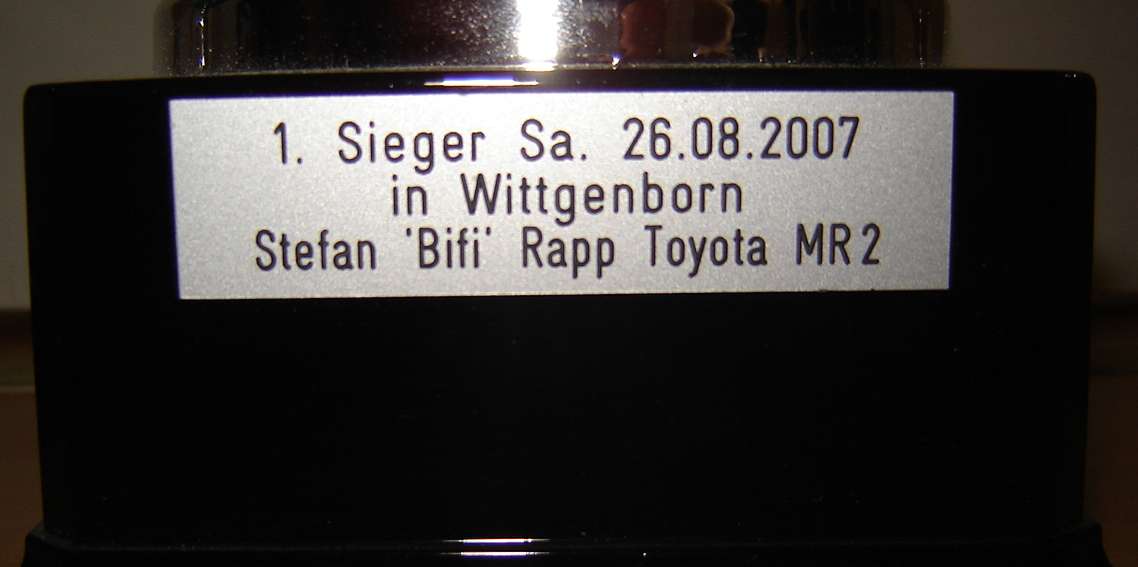 1. Sieger Sa. 26.08.2007
in Wittgenborn
Stefan 'Bifi' Rapp Toyota MR2